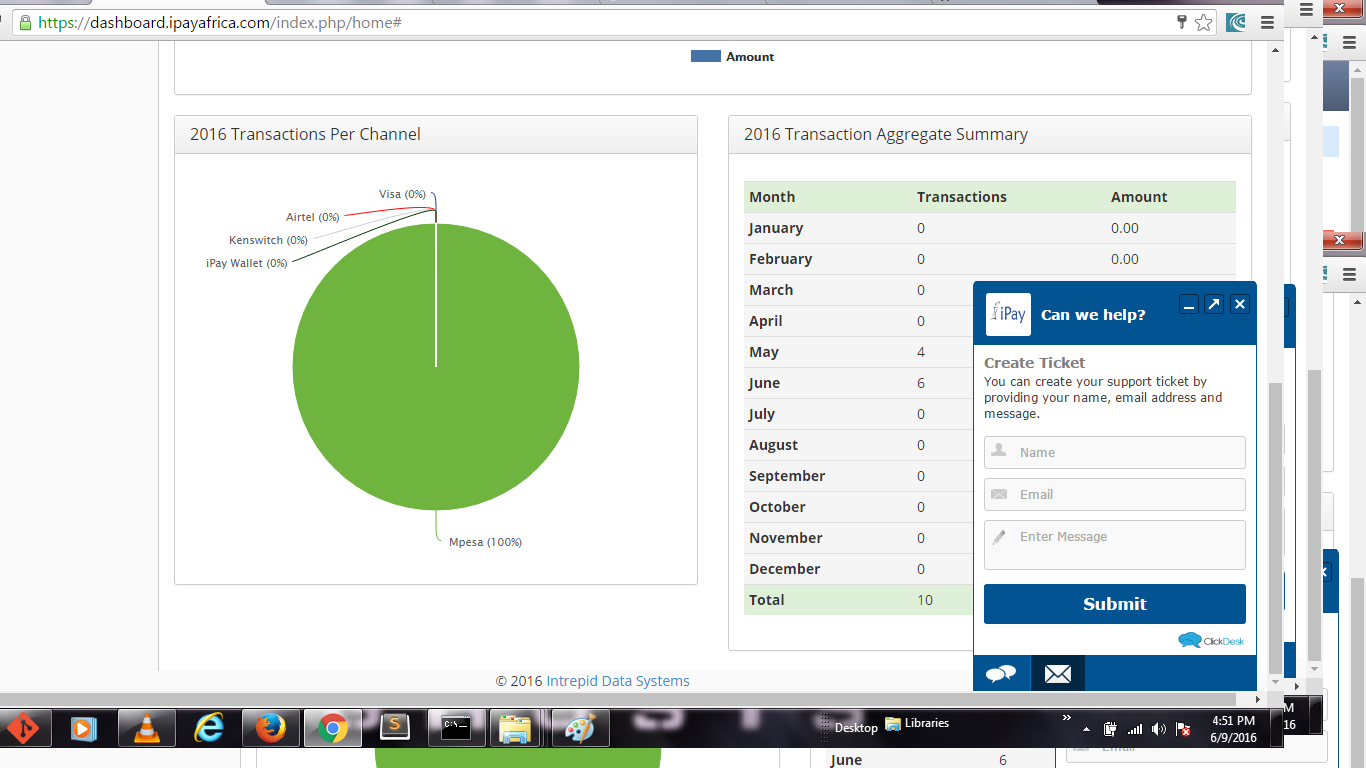 https://dashboard.ipayafrica.com/index.php/home#
Amount
2016 Transactions Per Channel
Visa (0%)
Airtel (0%)
Kenswitch (0%)
iPay Wallet (0%)
Mpesa (100%)
2016 Transaction Aggregate Summary
Month Transactions Amount
January 0 0.00
February 0 0.00
March 0
April 0
May 4
June 6
July 0
August 0
September 0
October 0
November 0
December 0
Total 10
iPay Can we help?
Create Ticket
You can create your support ticket by
providing your name, email address and
message.
Name
Email
Enter Message
Submit
ClickDesk
© 2016 Intrepid Data Systems
C:\
Desktop
Libraries
4:51 PM
6/9/2016
M
16
June 6
Email